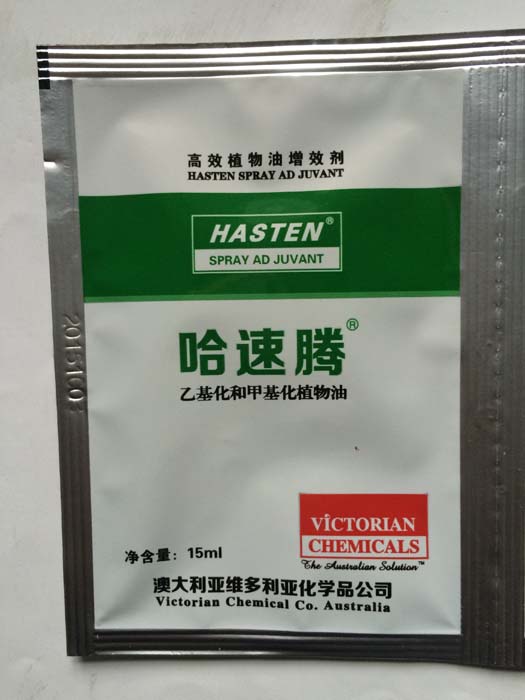 高效植物油增效剂
HASTEN SPRAY AD JUVANT
HASTEN®
SPRAY AD JUVANT
哈速腾®
乙基化和甲基化植物油
VICTORIAN
CHEMICALS
The Australian Solution™
净含量：15ml
澳大利亚维多利亚化学品公司
Victorian Chemical Co. Australia